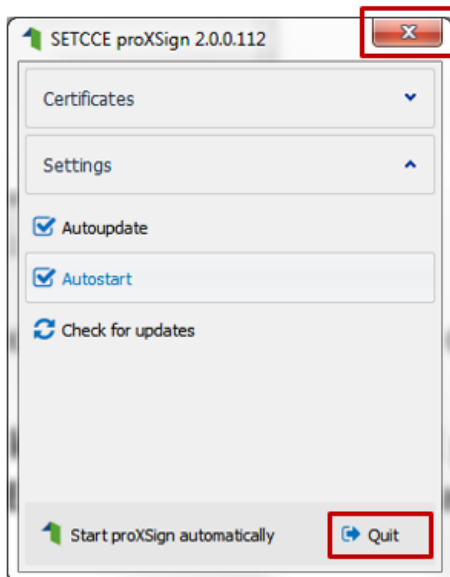 SETCCE proXSign 2.0.0.112
Certificates
Settings
Autoupdate
Autostart
Check for updates
Start proXSign automatically
Quit